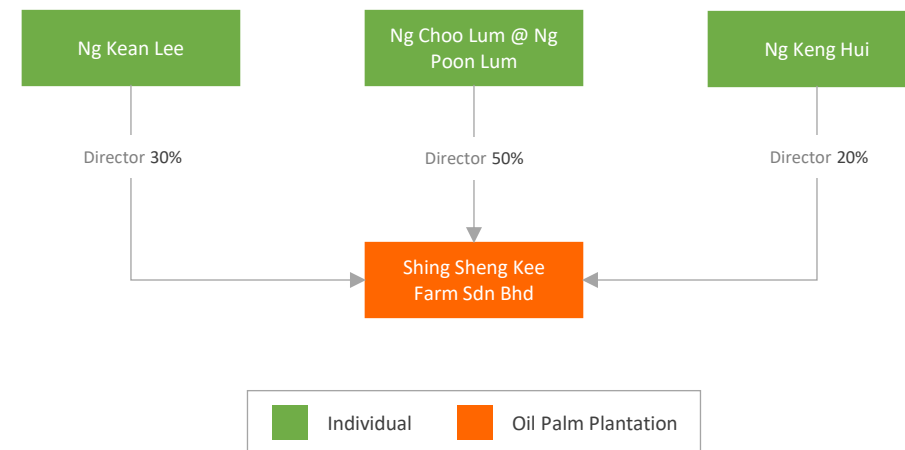 Ng Kean Lee
Ng Choo Lum @ Ng
Poon Lum
Ng Keng Hui
Director 30%
Director 50%
Director 20%
Shing Sheng Kee
Farm Sdn Bhd
Individual
Oil Palm Plantation